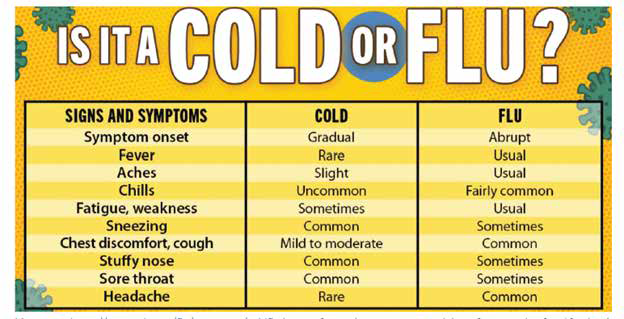 IS IT A COLD OR FLU?
SIGNS AND SYMPTOMS COLD FLU
Symptom onset Gradual Abrupt
Fever Rare Usual
Aches Slight Usual
Chills Uncommon Fairly common
Fatigue, weakness Sometimes Usual
Sneezing Common Sometimes
Chest discomfort, cough Mild to moderate Common
Stuffy nose Common Sometimes
Sore throat Common Sometimes
Headache Rare Common